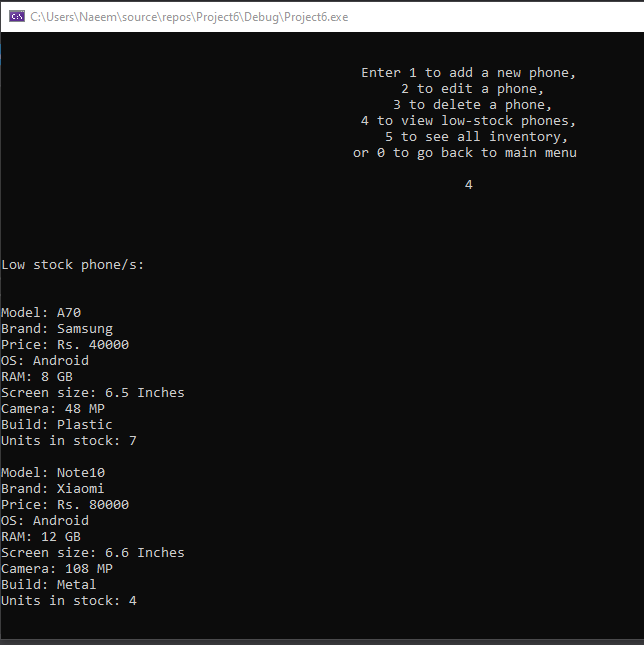 C:\Users\Naeem\source\repos\Project6\Debug\Project6.exe
Enter 1 to add a new phone,
2 to edit a phone,
3 to delete a phone,
4 to view low-stock phones,
5 to see all inventory,
or 0 to go back to main menu
4
Low stock phone/s:
Model: A70
Brand: Samsung
Price: Rs. 40000
OS: Android
RAM: 8 GB
Screen size: 6.5 Inches
Camera: 48 MP
Build: Plastic
Units in stock: 7
Model: Note10
Brand: Xiaomi
Price: Rs. 80000
OS: Android
RAM: 12 GB
Screen size: 6.6 Inches
Camera: 108 MP
Build: Metal
Units in stock: 4